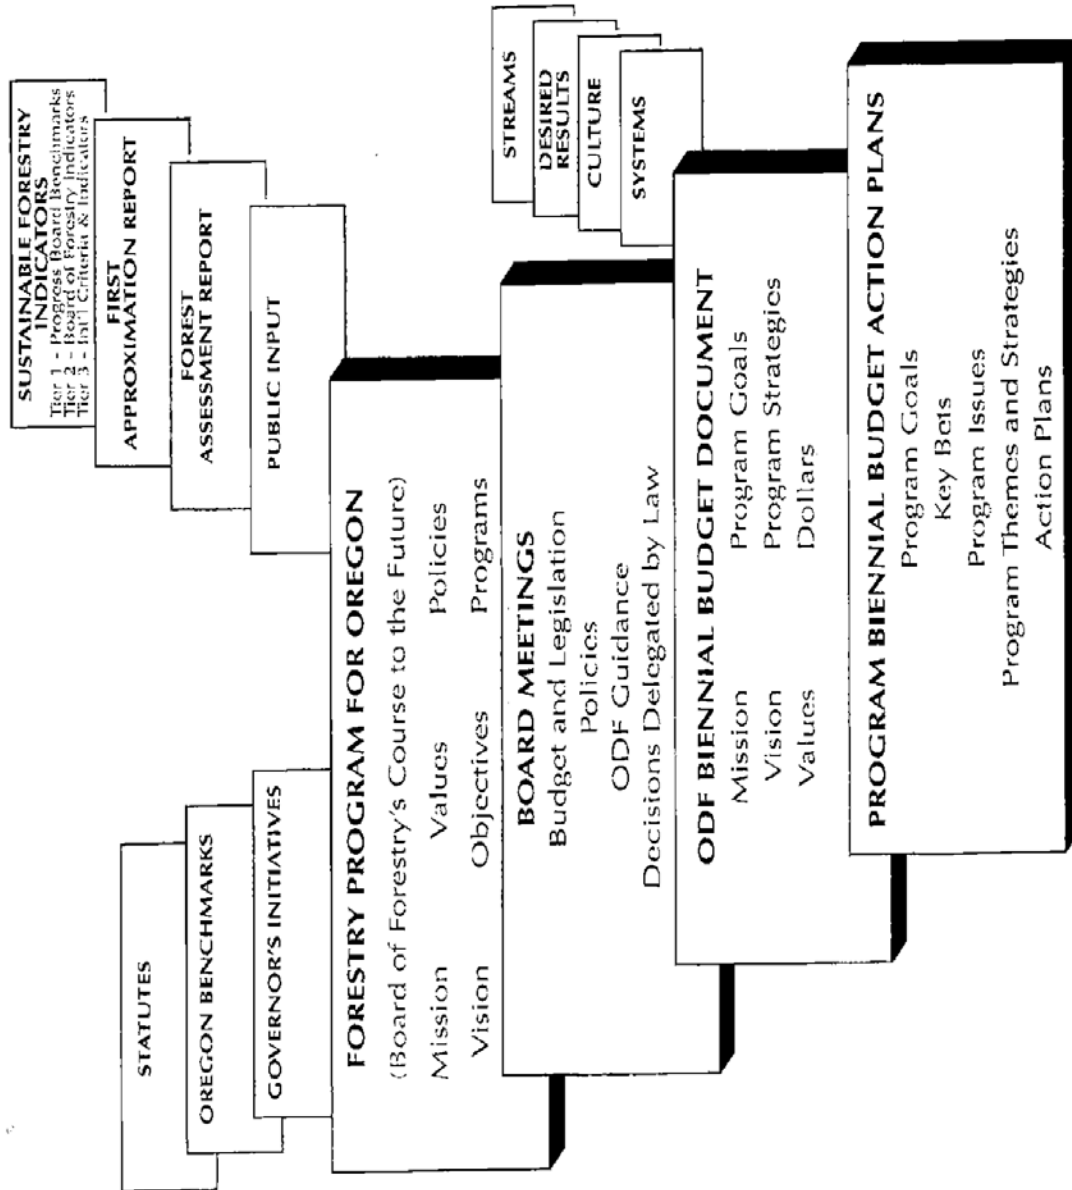 STATUTES
OREGON BENCHMARKS
GOVERNOR'S INITIATIVES
SUSTAINABLE FORESTRY
INDICATORS
Tier 1 - Progress Board Benchmarks
Tier 2 - Board of Forestry Indicators
Tier 3 - Int'l Criteria & Indicators
FIRST
APPROXIMATION REPORT
FOREST
ASSESSMENT REPORT
PUBLIC INPUT
FORESTRY PROGRAM FOR OREGON
(Board of Forestry's Course to the Future)
Mission Values Policies
Vision Objectives Programs
BOARD MEETINGS
Budget and Legislation
Policies
ODF Guidance
Decisions Delegated by Law
STREAMS
DESIRED
RESULTS
CULTURE
SYSTEMS
ODF BIENNIAL BUDGET DOCUMENT
Mission Program Goals
Vision Program Strategies
Values Dollars
PROGRAM BIENNIAL BUDGET ACTION PLANS
Program Goals
Key Bets
Program Issues
Program Themes and Strategies
Action Plans